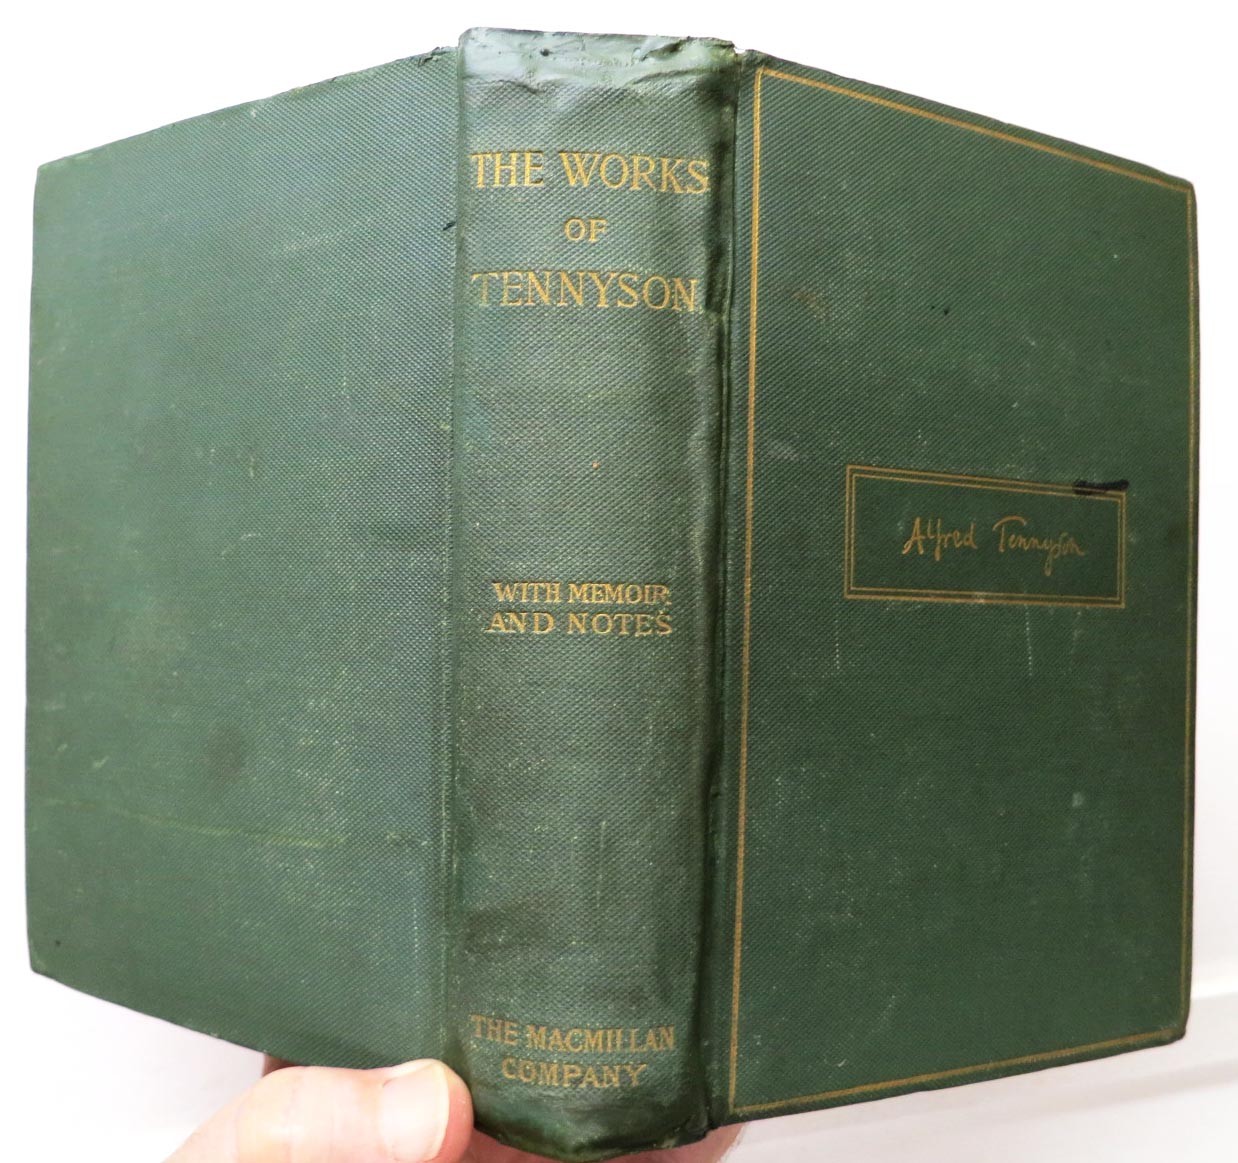 THE WORKS
OF
TENNYSON
WITH MEMOIR
AND NOTES
THE MACMILLAN
COMPANY
Alfred Tennyson